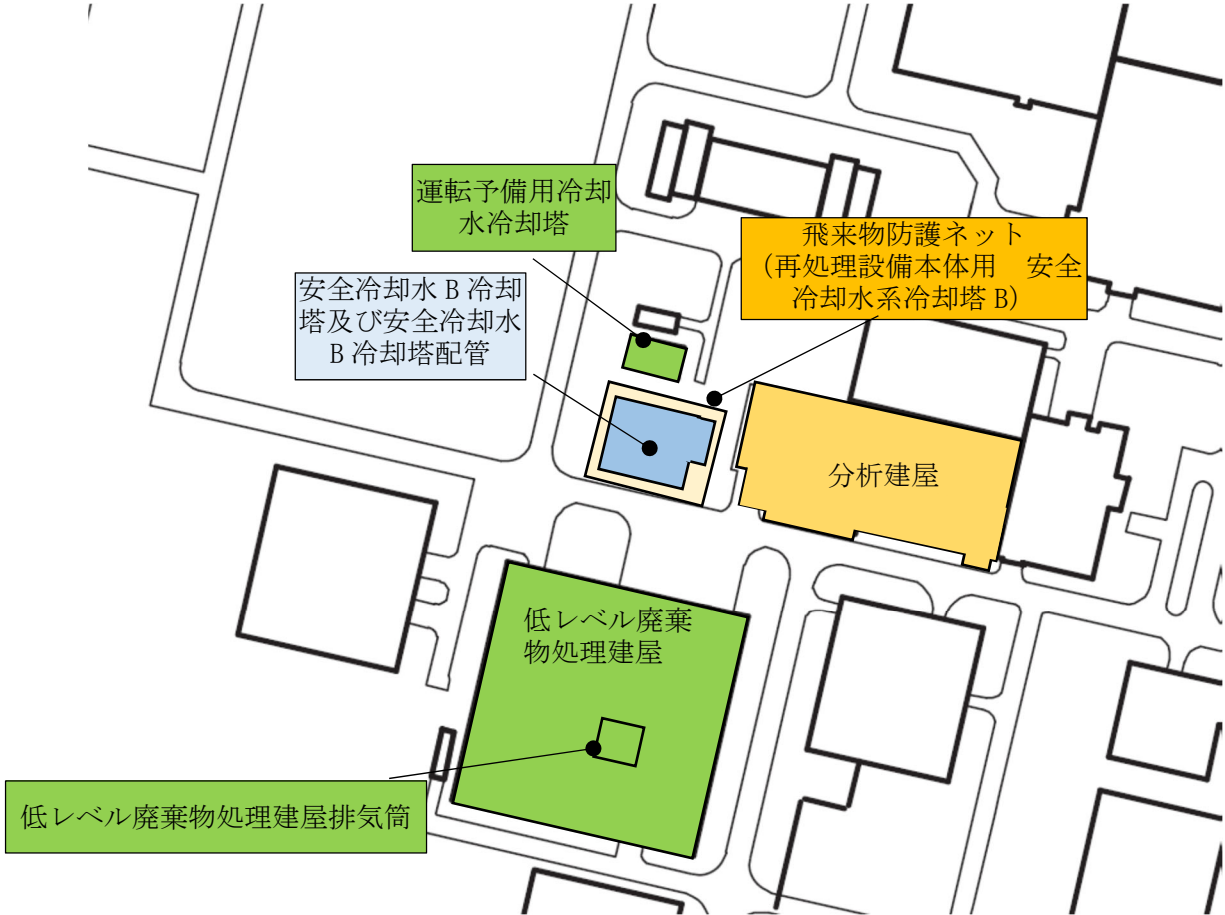 運転予備用冷却
水冷却塔
飛来物防護ネット
（再処理設備本体用　安全
冷却水系冷却塔 B）
安全冷却水 B 冷却
塔及び安全冷却水
B 冷却塔配管
分析建屋
低レベル廃棄
物処理建屋
低レベル廃棄物処理建屋排気筒